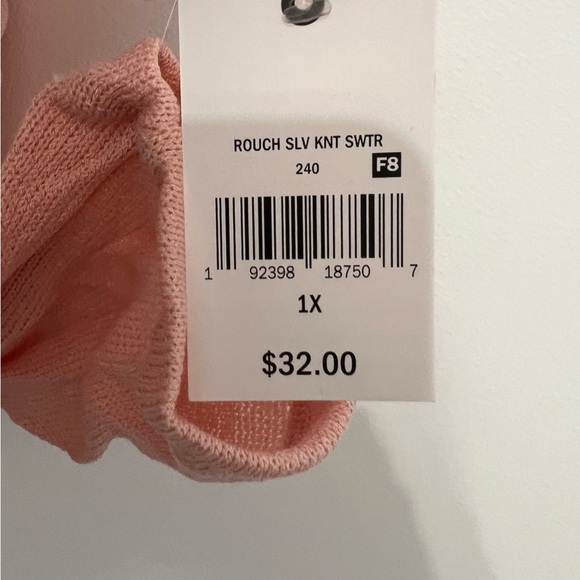 ROUCH SLV KNT SWTR
240 F8
1 92398 18750 7
1X
$32.00